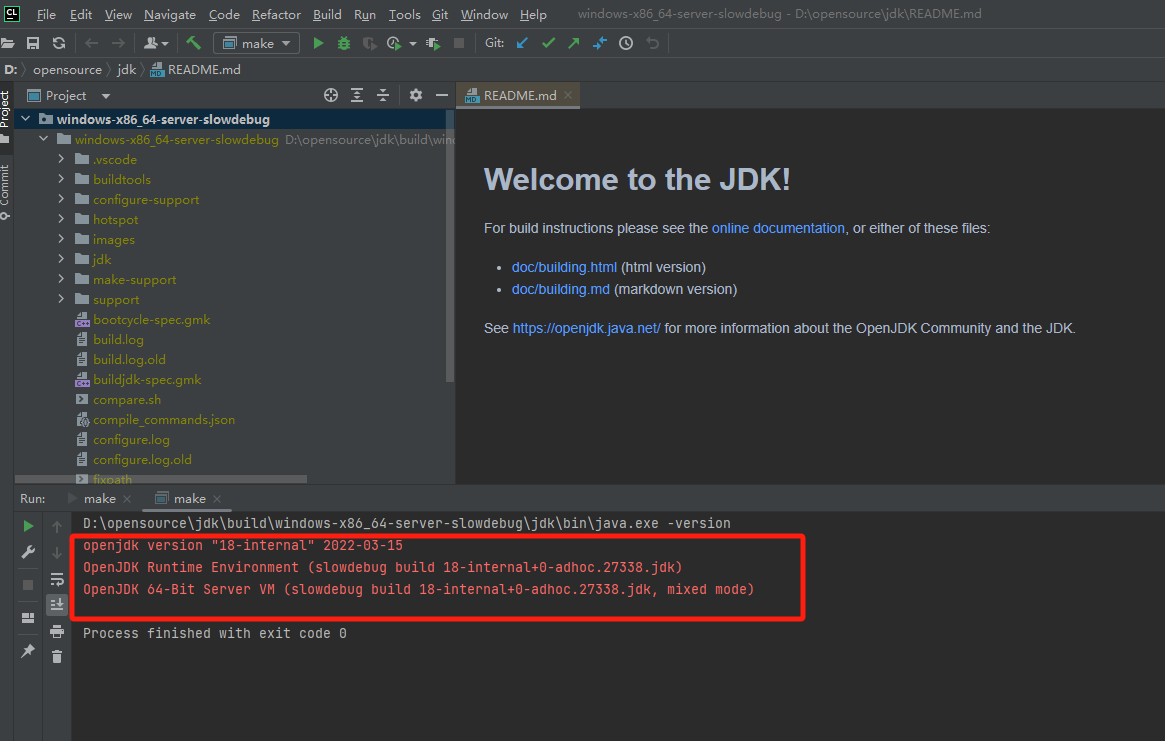 CL File Edit View Navigate Code Refactor Build Run Tools Git Window Help windows-x86_64-server-slowdebug - D:\opensource\jdk\README.md
make Git:
D: opensource jdk README.md
Project
Project
README.md
windows-x86_64-server-slowdebug
windows-x86_64-server-slowdebug D:\opensource\jdk\build\wind
.vscode
buildtools
configure-support
hotspot
images
jdk
make-support
support
bootcycle-spec.gmk
build.log
build.log.old
buildjdk-spec.gmk
compare.sh
compile_commands.json
configure.log
configure.log.old
fixpath
Commit
Welcome to the JDK!
For build instructions please see the online documentation, or either of these files:
• doc/building.html (html version)
• doc/building.md (markdown version)
See https://openjdk.java.net/ for more information about the OpenJDK Community and the JDK.
Run: make make
D:\opensource\jdk\build\windows-x86_64-server-slowdebug\jdk\bin\java.exe -version
openjdk version "18-internal" 2022-03-15
OpenJDK Runtime Environment (slowdebug build 18-internal+0-adhoc.27338.jdk)
OpenJDK 64-Bit Server VM (slowdebug build 18-internal+0-adhoc.27338.jdk, mixed mode)
Process finished with exit code 0